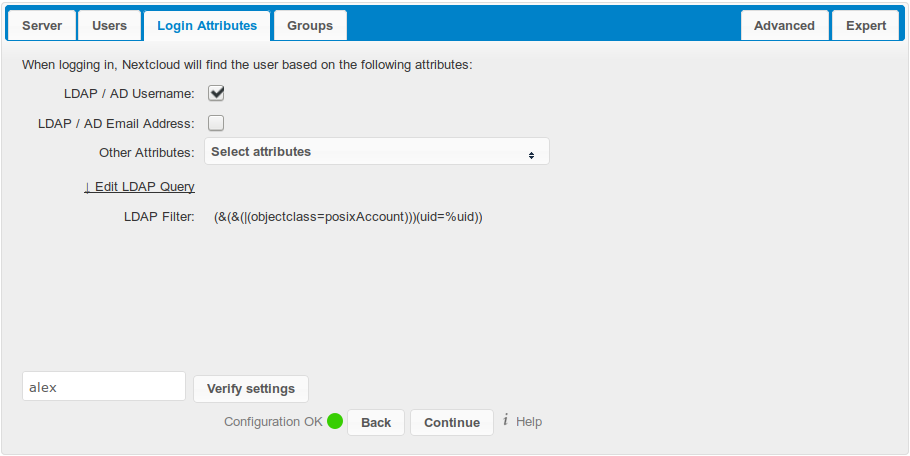 Server Users Login Attributes Groups Advanced Expert
When logging in, Nextcloud will find the user based on the following attributes:
LDAP / AD Username:
LDAP / AD Email Address:
Other Attributes: Select attributes
↓ Edit LDAP Query
LDAP Filter: (&(&(|(objectclass=posixAccount)))(uid=%uid))
alex Verify settings
Configuration OK Back Continue i Help